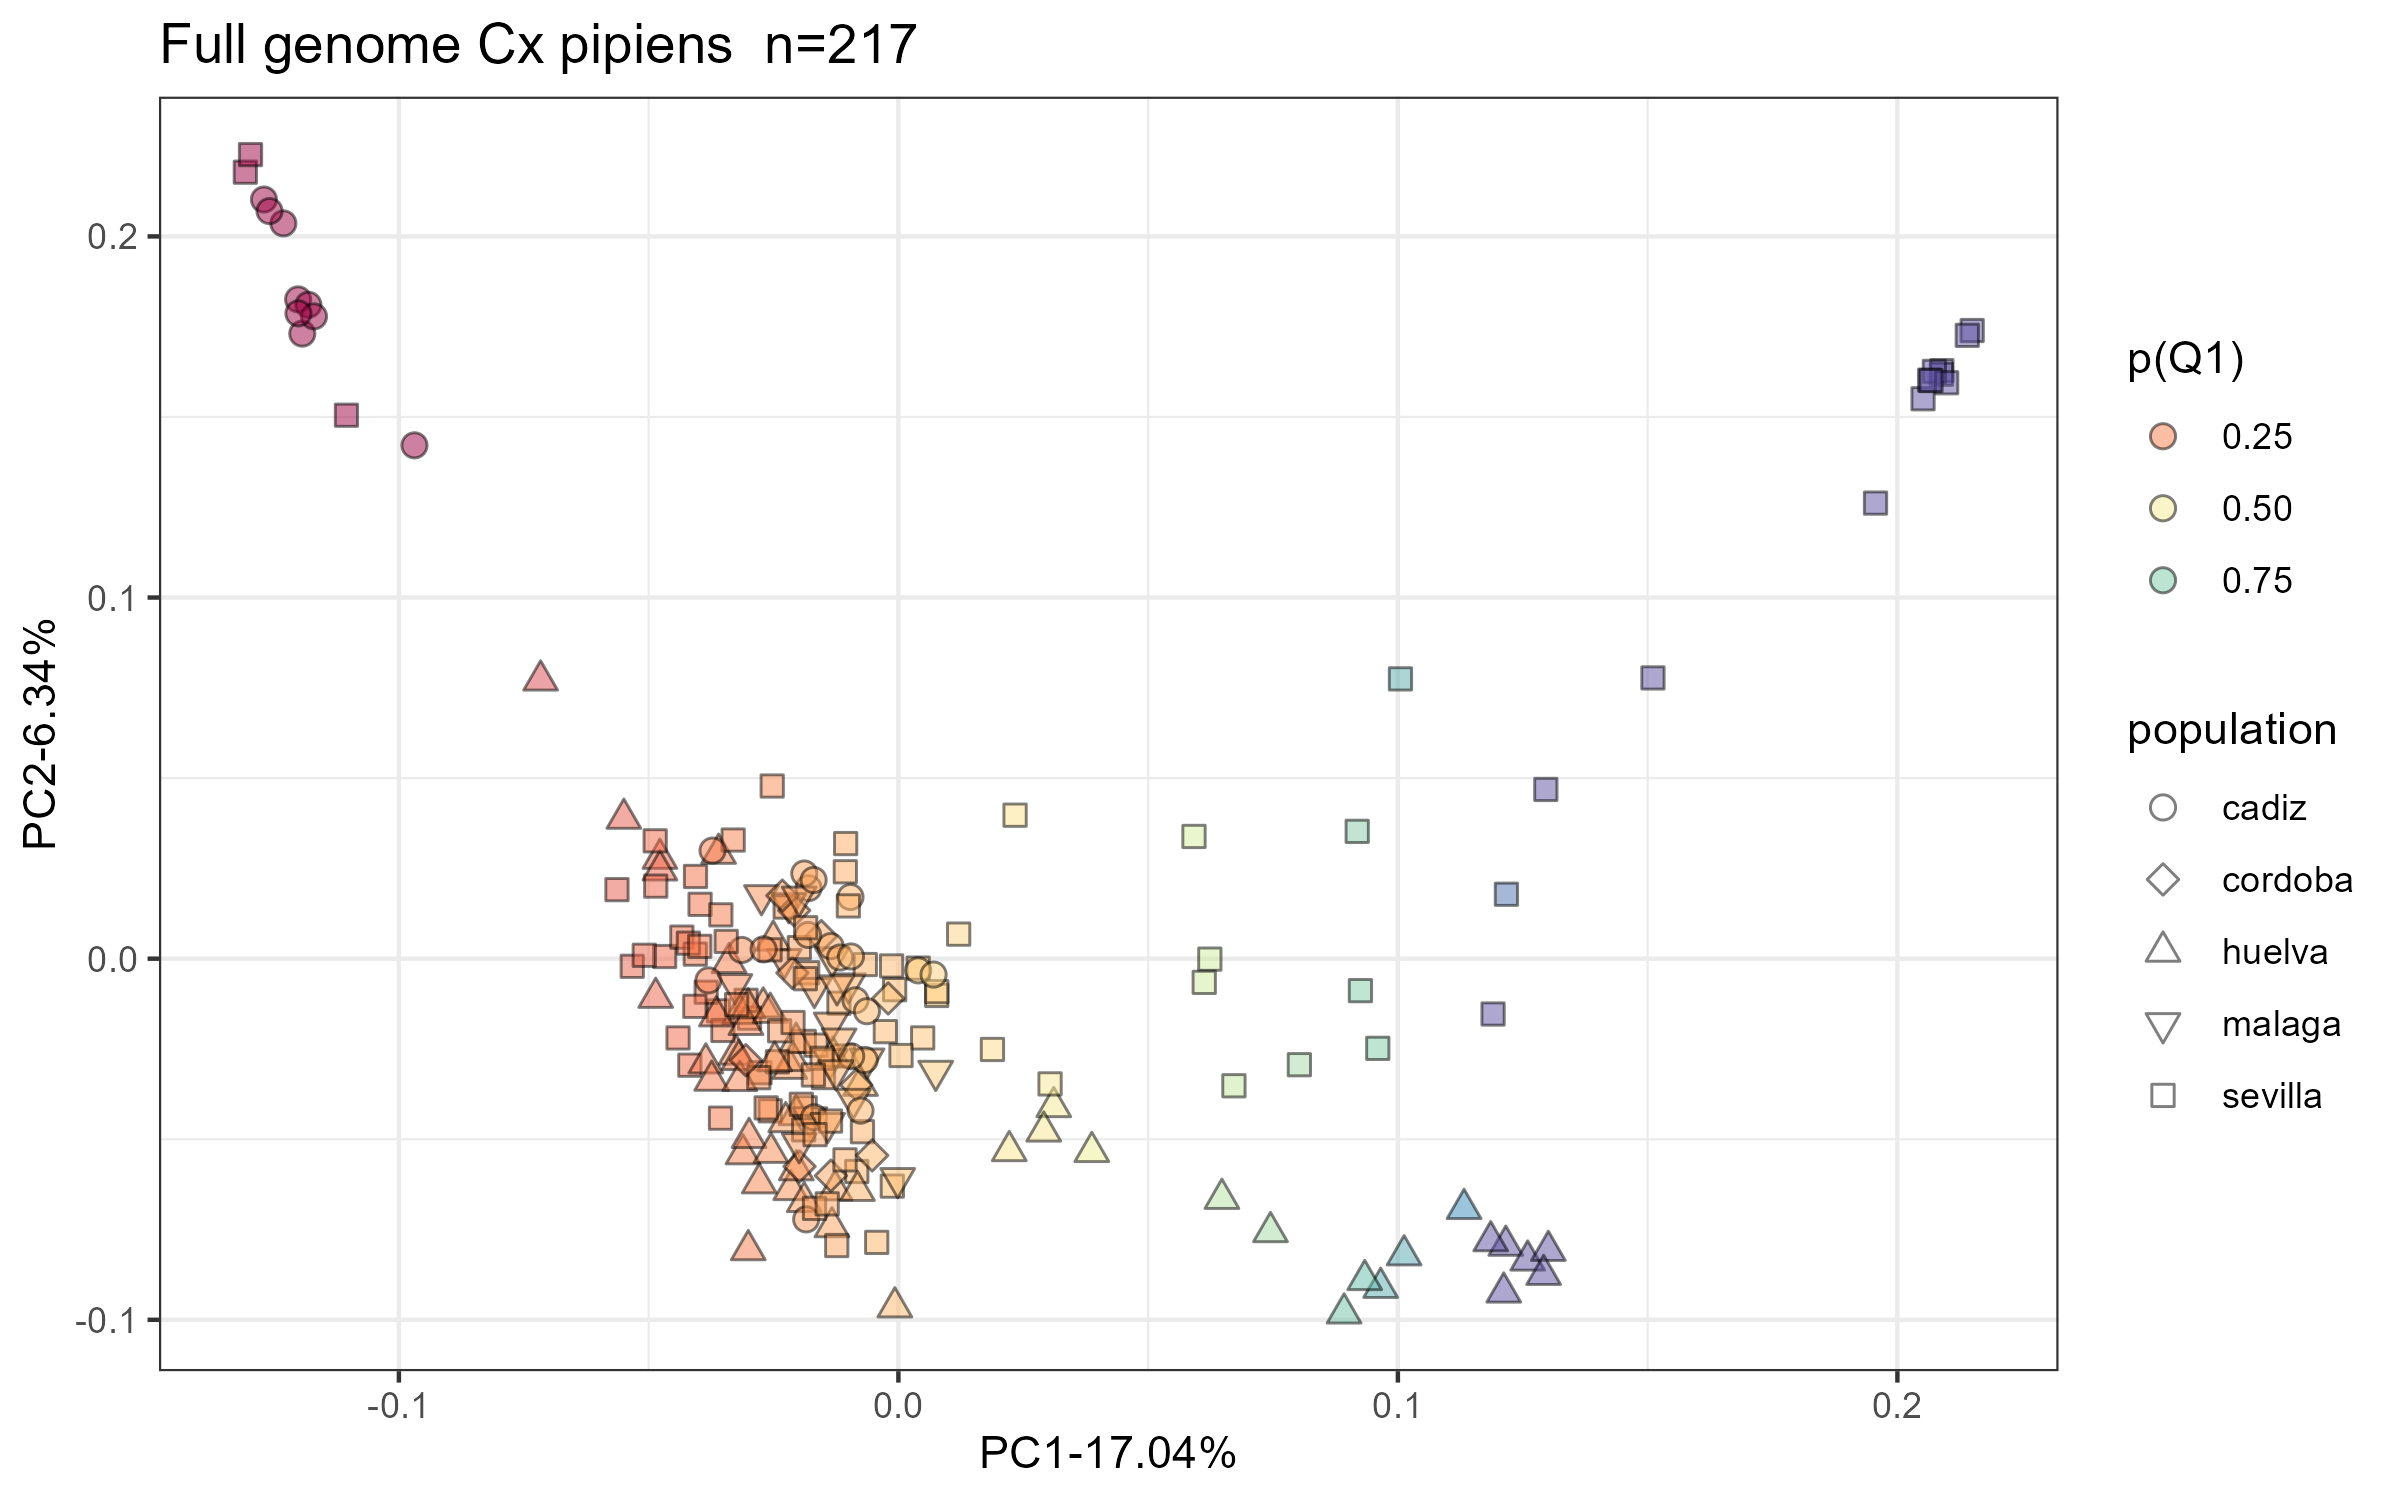 Full genome Cx pipiens  n=217
PC2-6.34%
0.2
0.1
0.0
-0.1
-0.1
0.0
0.1
0.2
PC1-17.04%
p(Q1)
0.25
0.50
0.75
population
cadiz
cordoba
huelva
malaga
sevilla